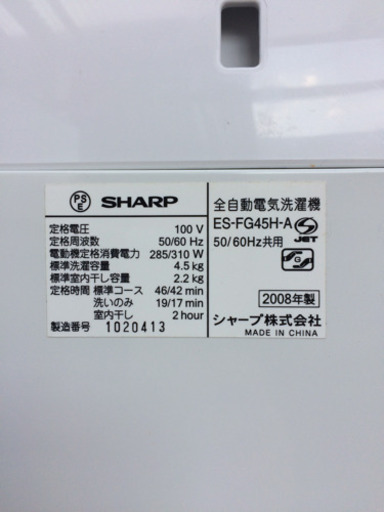 PSE SHARP
定格電圧 100 V
定格周波数 50/60 Hz
電動機定格消費電力 285/310 W
標準洗濯容量 4.5 kg
標準室内干し容量 2.2 kg
定格時間 標準コース 46/42 min
洗いのみ 19/17 min
室内干し 2 hour
製造番号 1020413
全自動電気洗濯機
ES-FG45H-A
S JET
50/60Hz共用
G
2008年製
シャープ株式会社
MADE IN CHINA